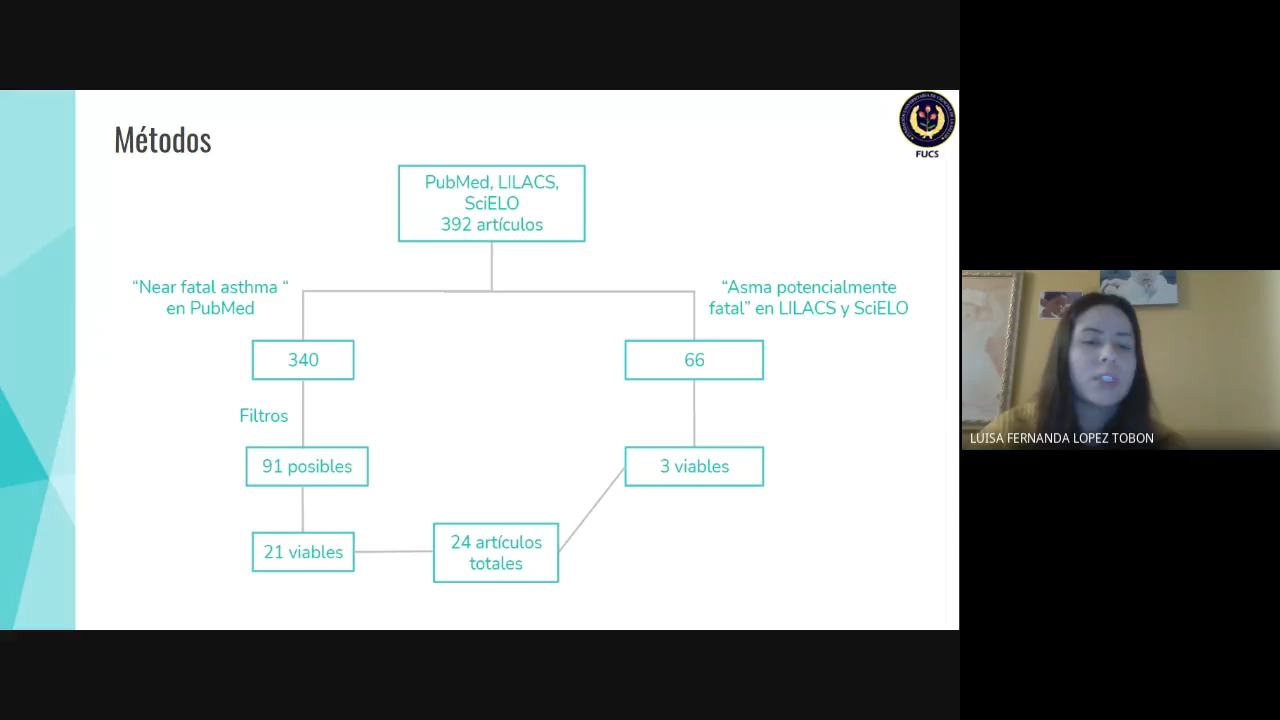 Métodos
FUCS
PubMed, LILACS,
SciELO
392 artículos
“Near fatal asthma “
en PubMed
“Asma potencialmente
fatal” en LILACS y SciELO
340
66
Filtros
91 posibles
3 viables
21 viables
24 artículos
totales
LUISA FERNANDA LOPEZ TOBON